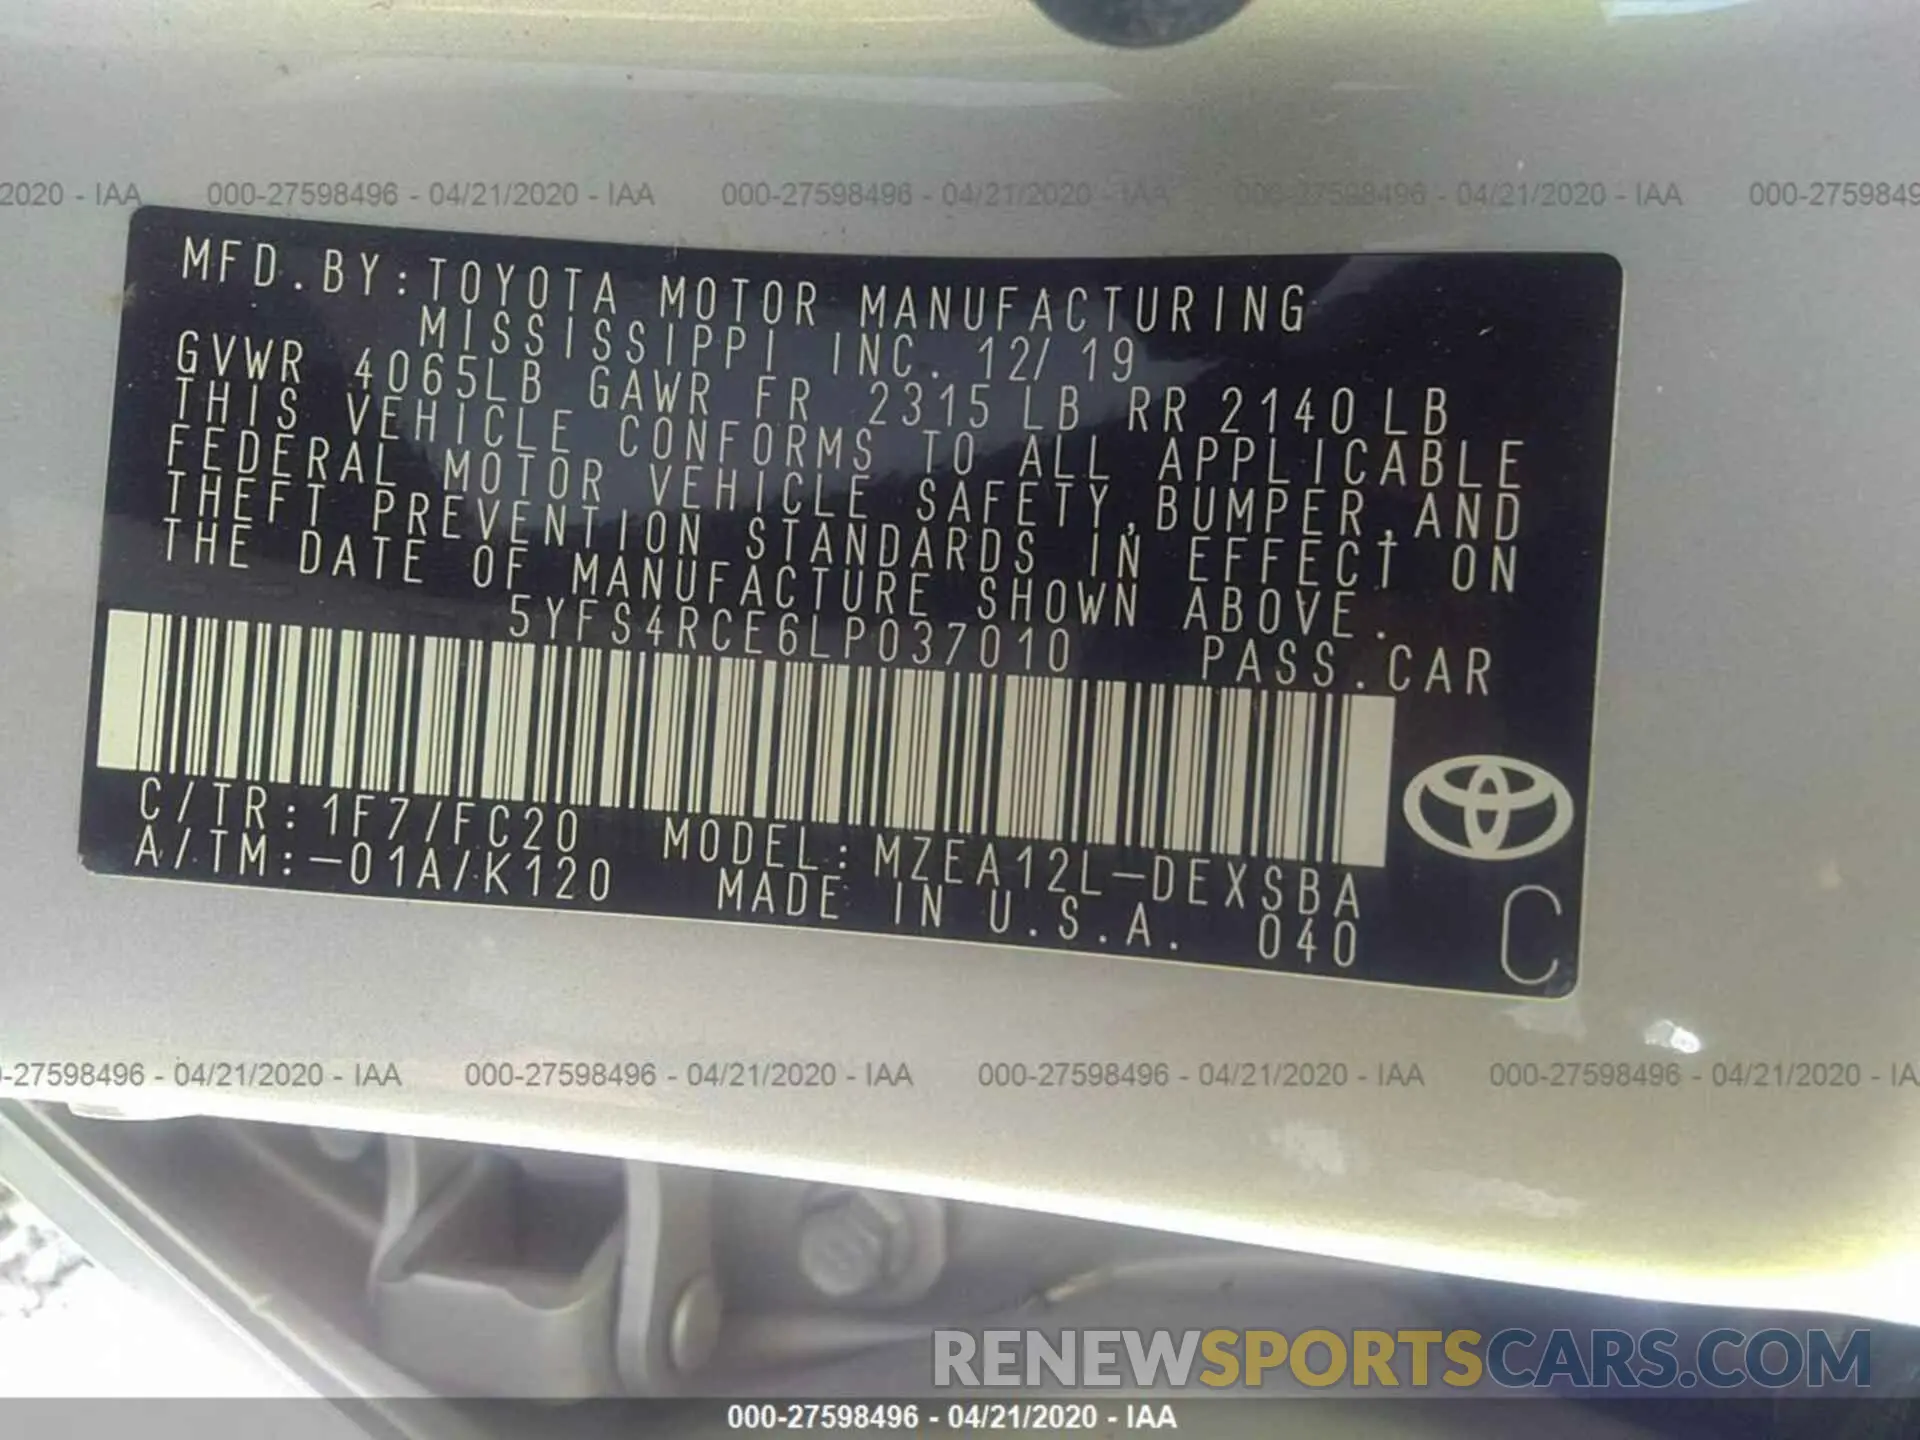 2020 - IAA 000-27598496 - 04/21/2020 - IAA 000-27598496 - 04/21/2020 - IAA 000-27598496 - 04/21/2020 - IAA 000-2759849
MFD.BY:TOYOTA MOTOR MANUFACTURING
MISSISSIPPI INC. 12/19
GVWR 4065LB GAWR FR 2315LB RR 2140LB
THIS VEHICLE CONFORMS TO ALL APPLICABLE
FEDERAL MOTOR VEHICLE SAFETY,BUMPER,AND
THEFT PREVENTION STANDARDS IN EFFECT ON
THE DATE OF MANUFACTURE SHOWN ABOVE.
5YFS4RCE6LP037010 PASS.CAR
C/TR:1F7/FC20 MODEL:MZEA12L-DEXSBA
A/TM:-01A/K120 MADE IN U.S.A. 040
C
-27598496 - 04/21/2020 - IAA 000-27598496 - 04/21/2020 - IAA 000-27598496 - 04/21/2020 - IAA 000-27598496 - 04/21/2020 - IA
RENEWSPORTSCARS.COM
000-27598496 - 04/21/2020 - IAA